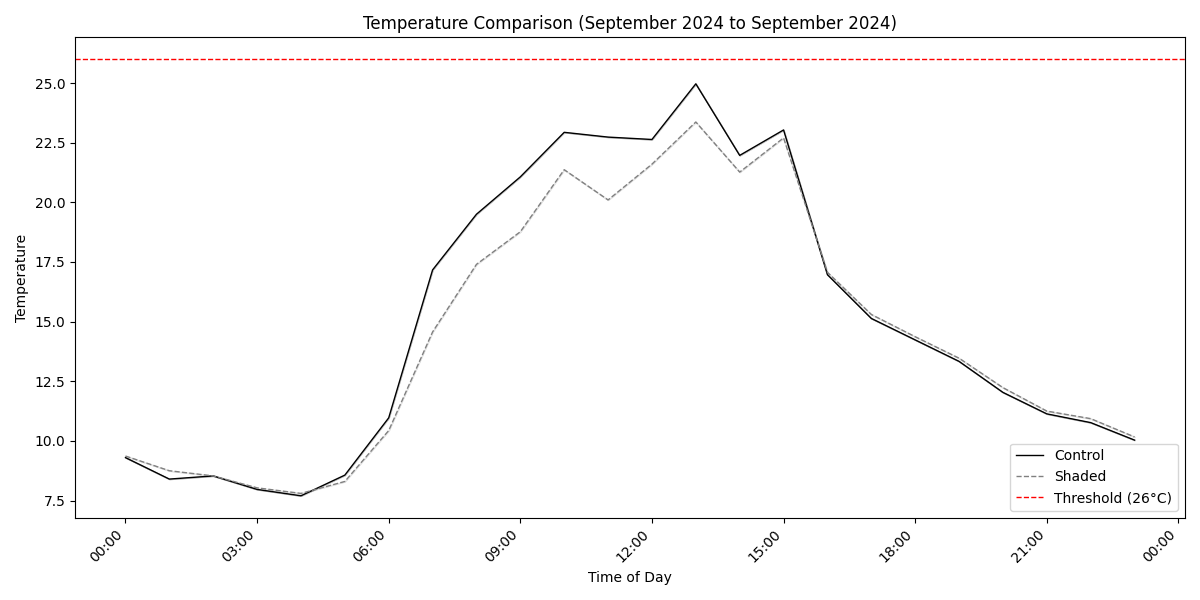 Temperature Comparison (September 2024 to September 2024)
Temperature
25.0
22.5
20.0
17.5
15.0
12.5
10.0
7.5
Control
Shaded
Threshold (26°C)
00:00
03:00
06:00
09:00
12:00
15:00
18:00
21:00
00:00
Time of Day